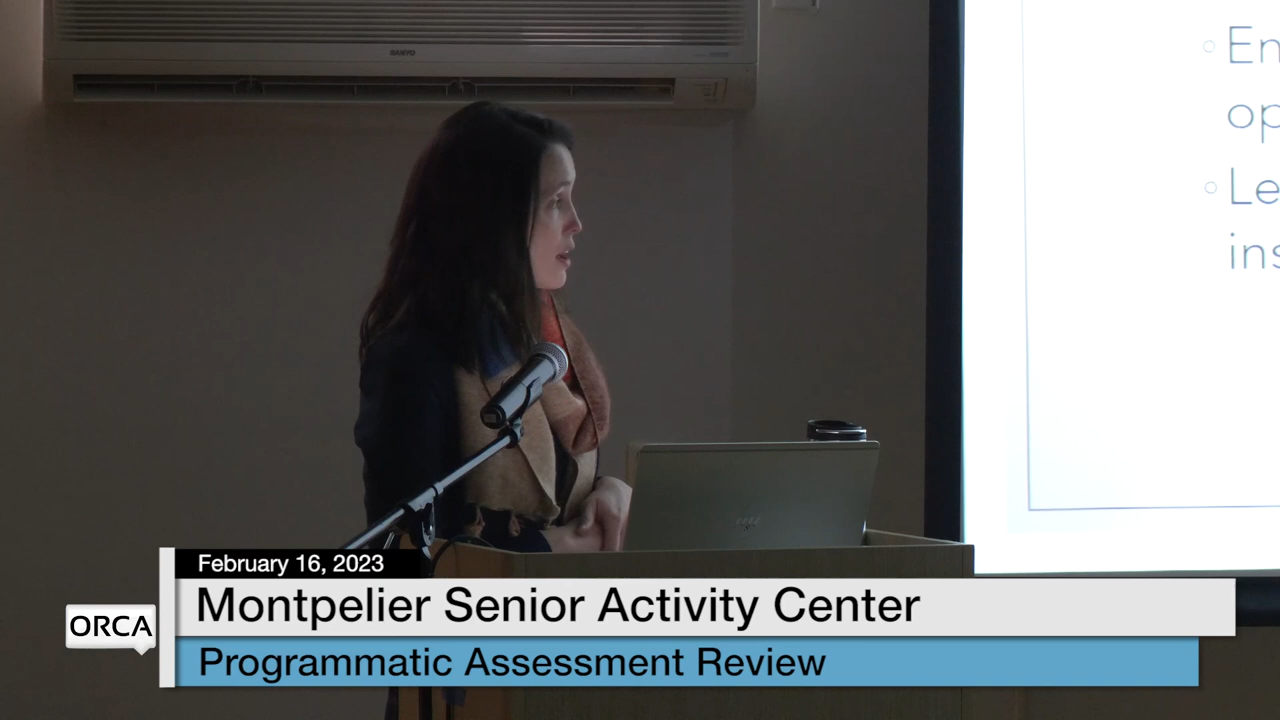 SANYO
En
op
Le
ins
February 16, 2023
Montpelier Senior Activity Center
ORCA
Programmatic Assessment Review